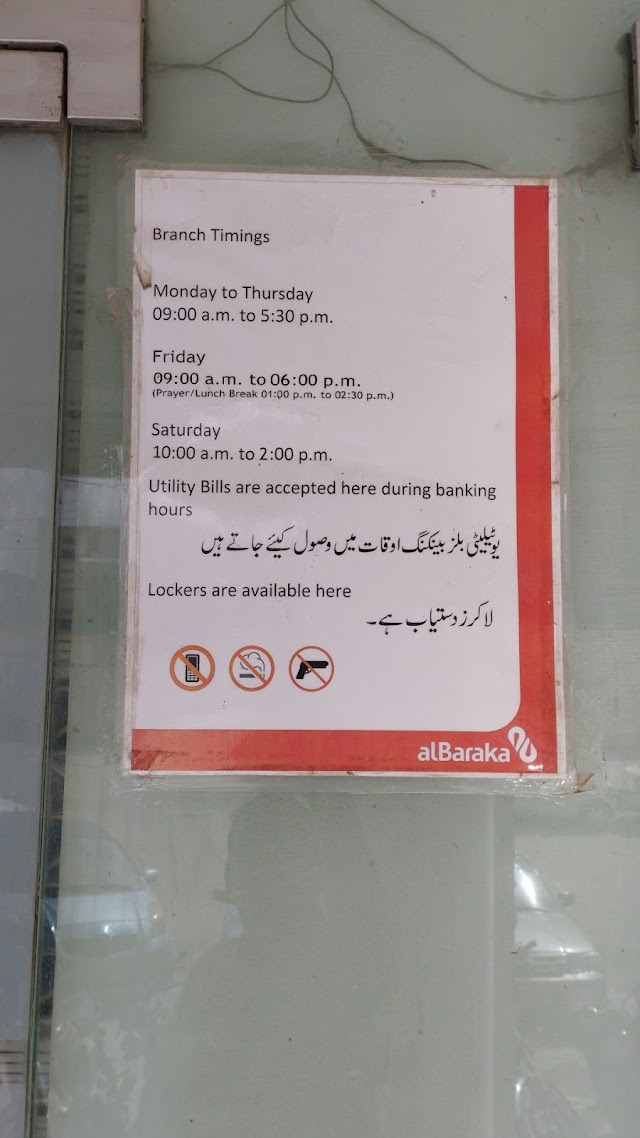 Branch Timings
Monday to Thursday
09:00 a.m. to 5:30 p.m.
Friday
09:00 a.m. to 06:00 p.m.
(Prayer/Lunch Break 01:00 p.m. to 02:30 p.m.)
Saturday
10:00 a.m. to 2:00 p.m.
Utility Bills are accepted here during banking
hours
یوٹیلیٹی بلز بینکنگ اوقات میں وصول کیئے جاتے ہیں
Lockers are available here
لاکرز دستیاب ہے۔
alBaraka